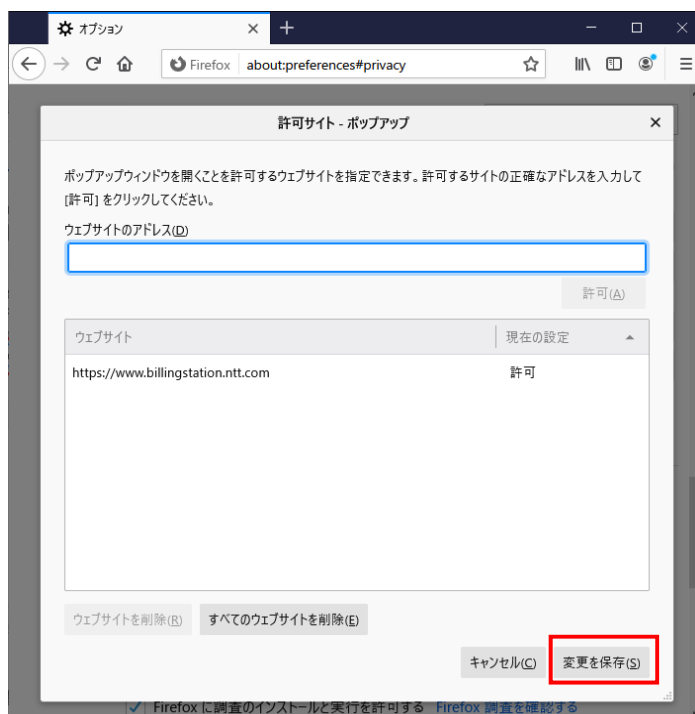 オプション
Firefox about:preferences#privacy
許可サイト - ポップアップ
ポップアップウィンドウを開くことを許可するウェブサイトを指定できます。許可するサイトの正確なアドレスを入力して
[許可] をクリックしてください。
ウェブサイトのアドレス(D)
許可(A)
ウェブサイト 現在の設定
https://www.billingstation.ntt.com 許可
ウェブサイトを削除(R) すべてのウェブサイトを削除(E)
キャンセル(C) 変更を保存(S)
Firefox に調査のインストールと実行を許可する Firefox 調査を確認する